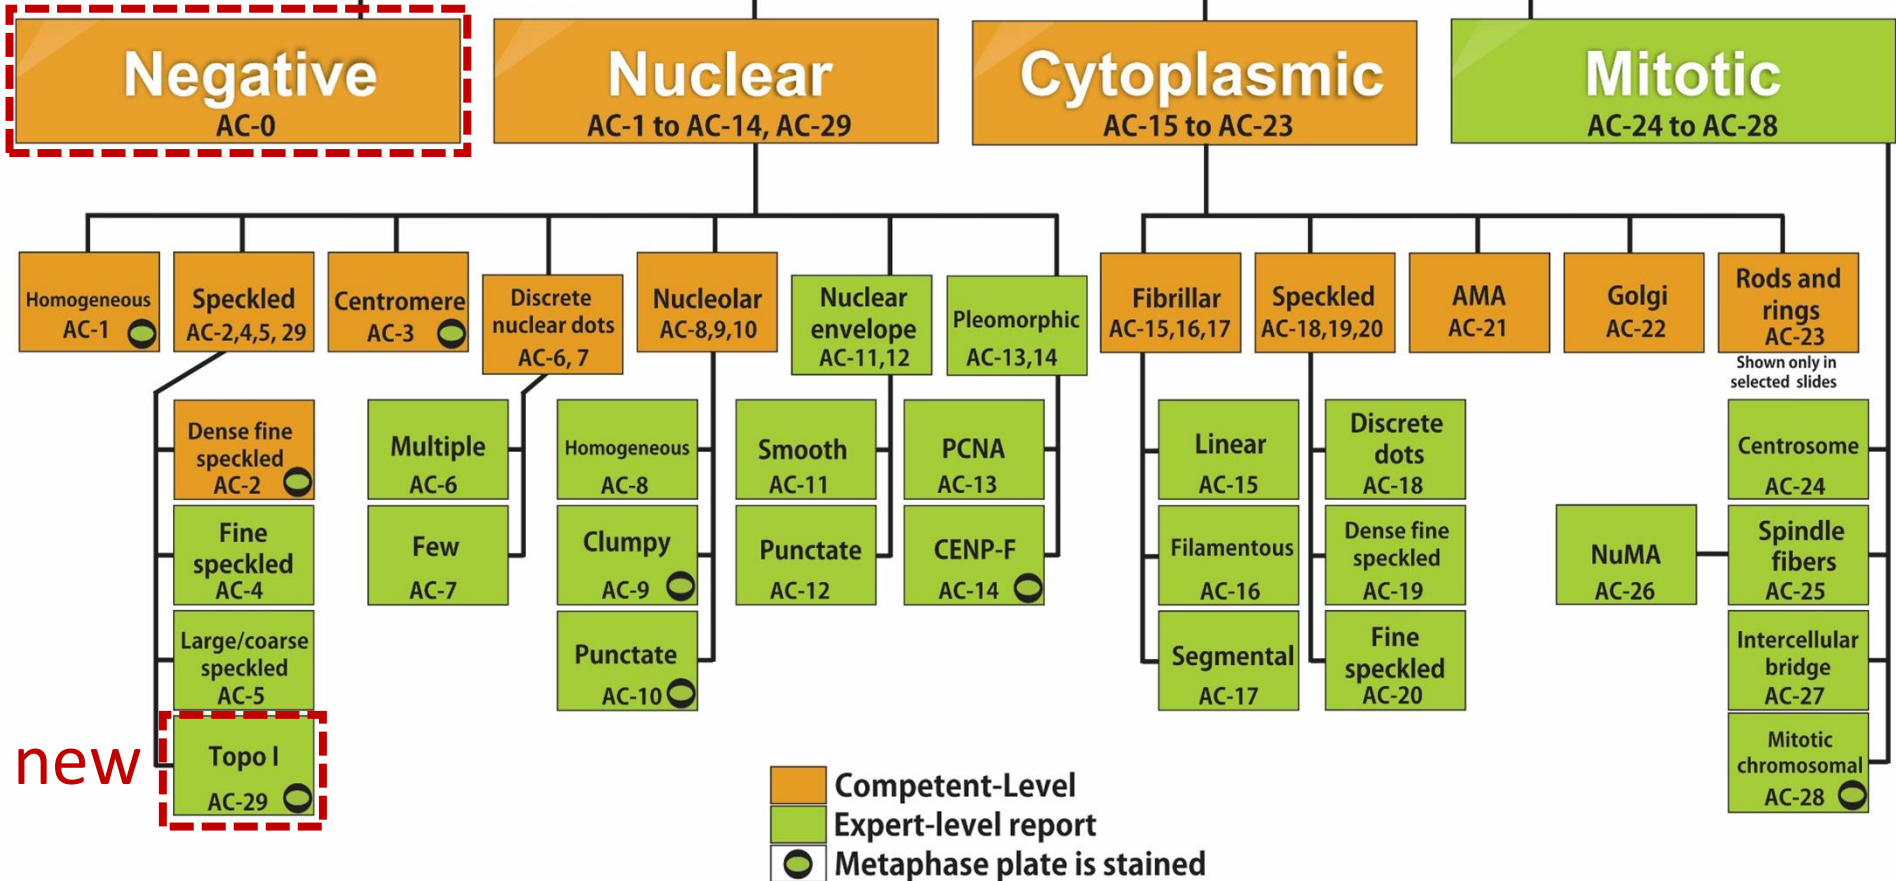 Negative
AC-0
Nuclear
AC-1 to AC-14, AC-29
Cytoplasmic
AC-15 to AC-23
Mitotic
AC-24 to AC-28
Homogeneous
AC-1
Speckled
AC-2,4,5, 29
Centromere
AC-3
Discrete
nuclear dots
AC-6, 7
Nucleolar
AC-8,9,10
Nuclear
envelope
AC-11,12
Pleomorphic
AC-13,14
Fibrillar
AC-15,16,17
Speckled
AC-18,19,20
AMA
AC-21
Golgi
AC-22
Rods and
rings
AC-23
Shown only in
selected slides
Dense fine
speckled
AC-2
Fine
speckled
AC-4
Large/coarse
speckled
AC-5
new
Topo I
AC-29
Multiple
AC-6
Few
AC-7
Homogeneous
AC-8
Clumpy
AC-9
Punctate
AC-10
Smooth
AC-11
Punctate
AC-12
PCNA
AC-13
CENP-F
AC-14
Linear
AC-15
Filamentous
AC-16
Segmental
AC-17
Discrete
dots
AC-18
Dense fine
speckled
AC-19
Fine
speckled
AC-20
Centrosome
AC-24
NuMA
AC-26
Spindle
fibers
AC-25
Intercellular
bridge
AC-27
Mitotic
chromosomal
AC-28
Competent-Level
Expert-level report
Metaphase plate is stained